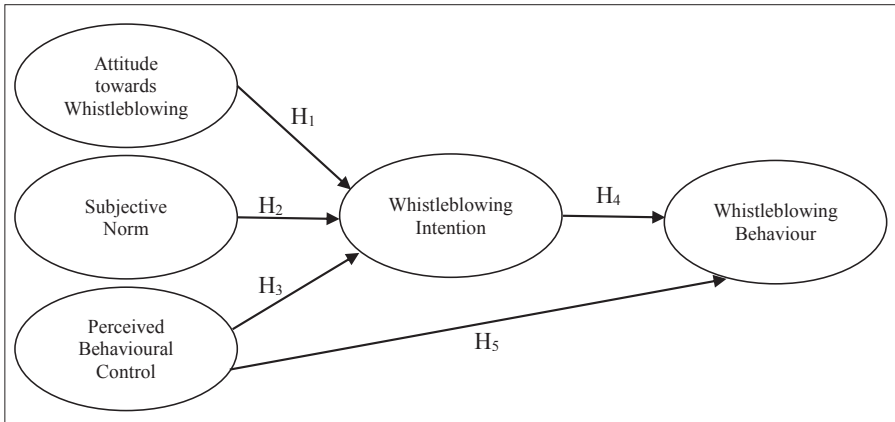 Attitude
towards
Whistleblowing
H₁
Subjective
Norm
H₂
Whistleblowing
Intention
H₄
Whistleblowing
Behaviour
H₃
Perceived
Behavioural
Control
H₅